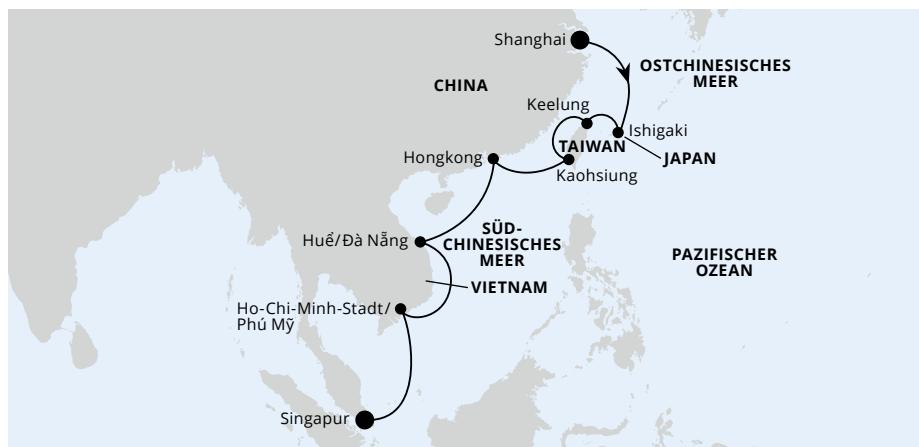 Shanghai
OSTCHINESISCHES
MEER
CHINA
Keelung
Ishigaki
TAIWAN
JAPAN
Hongkong
Kaohsiung
SÜD-
CHINESISCHES
MEER
Huế/Đà Nẵng
PAZIFISCHER
OZEAN
VIETNAM
Ho-Chi-Minh-Stadt/
Phú Mỹ
Singapur